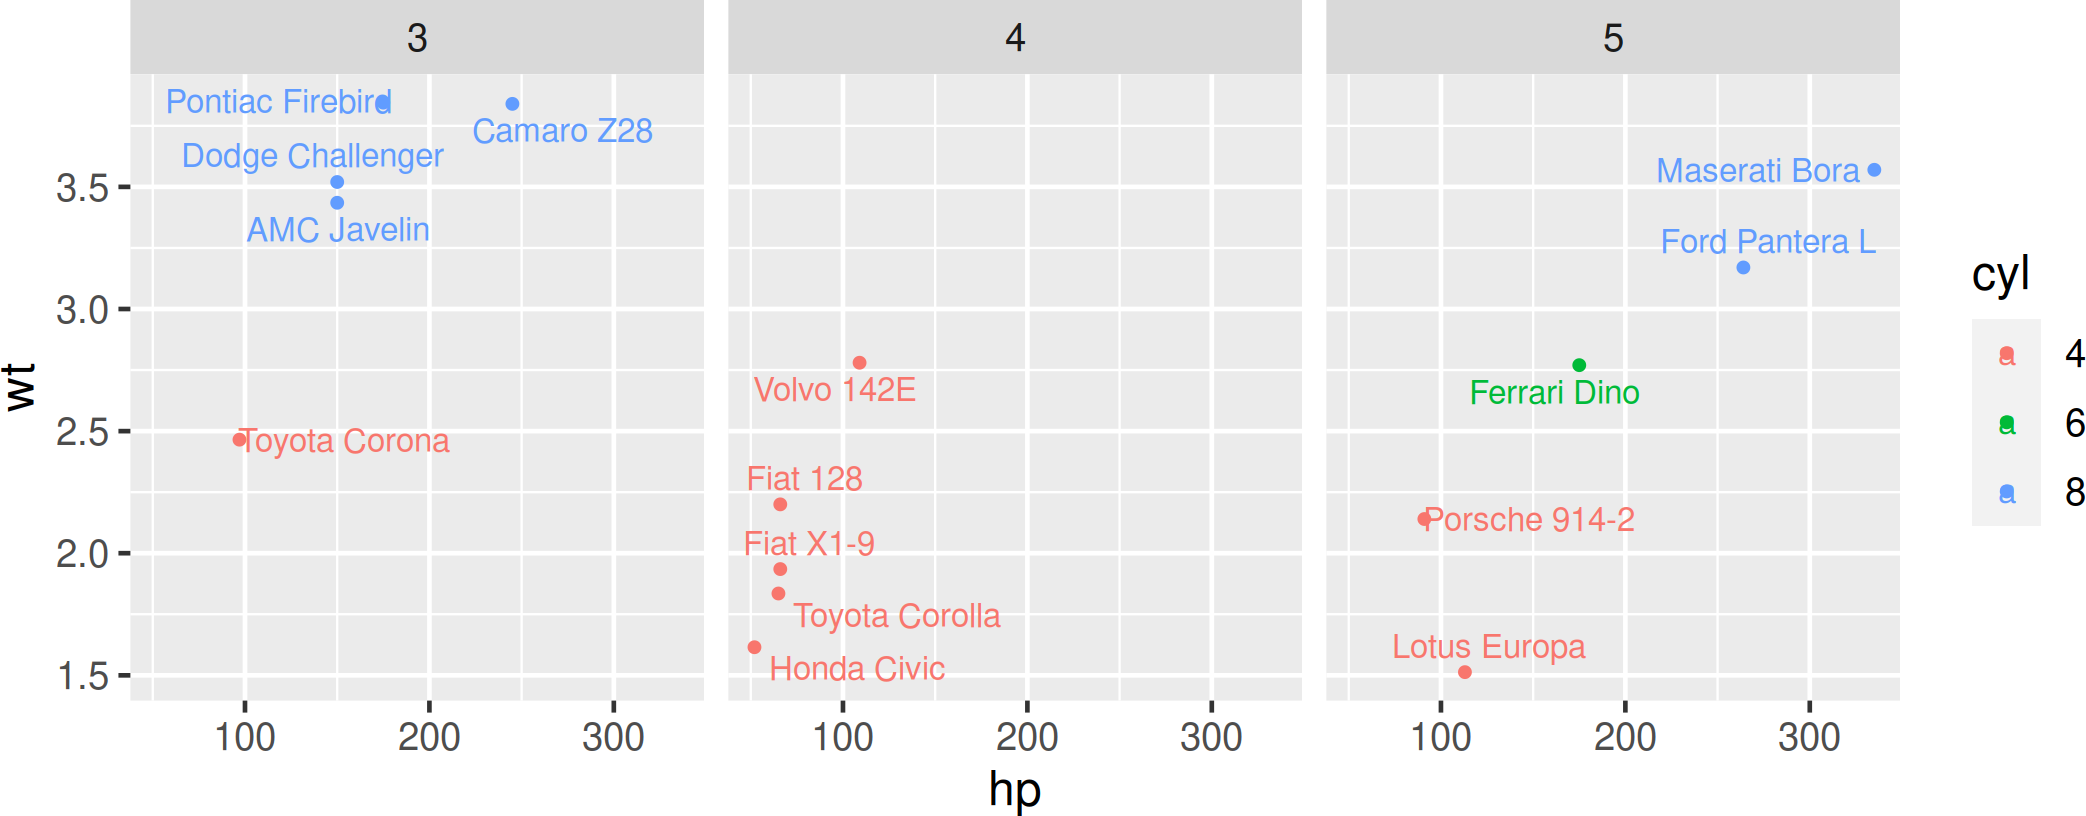 3
4
5
Pontiac Firebird
Camaro Z28
Dodge Challenger
AMC Javelin
Toyota Corona
Volvo 142E
Fiat 128
Fiat X1-9
Toyota Corolla
Honda Civic
Maserati Bora
Ford Pantera L
Ferrari Dino
Porsche 914-2
Lotus Europa
3.5
3.0
2.5
2.0
1.5
wt
100 200 300
100 200 300
100 200 300
hp
cyl
a 4
a 6
a 8